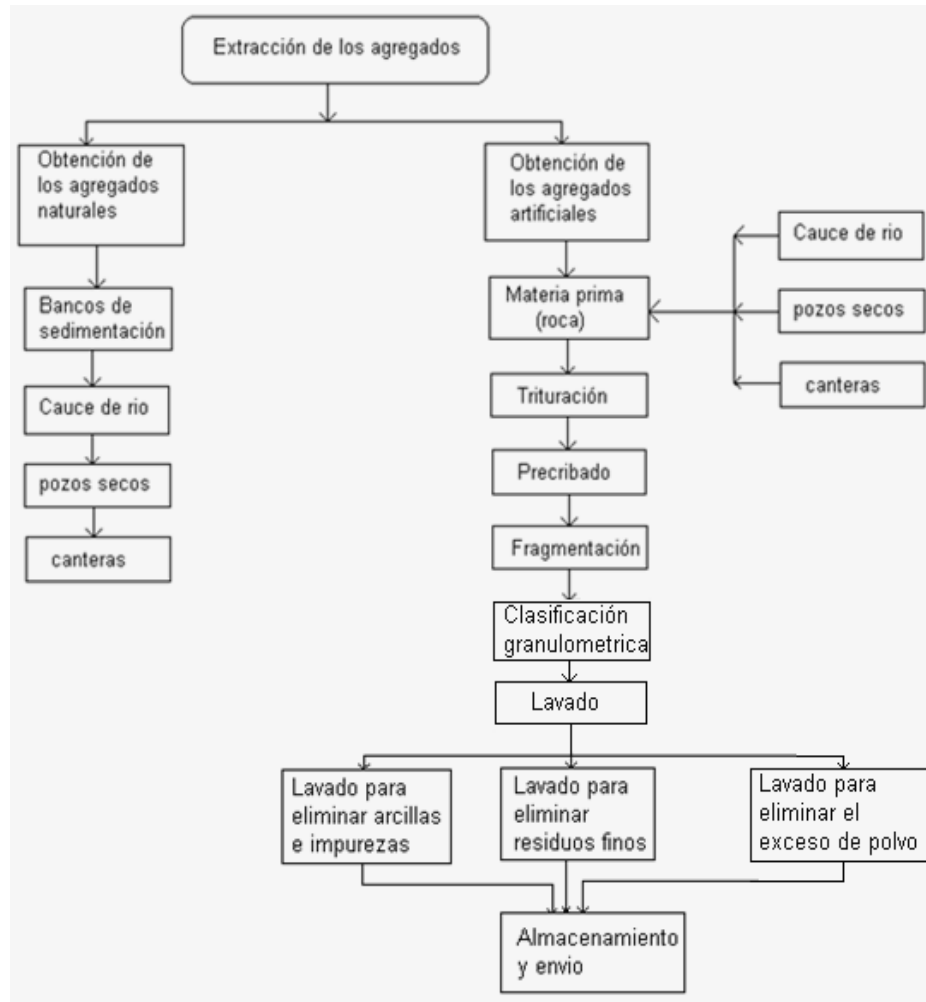 Extracción de los agregados
Obtención de
los agregados
naturales
Obtención de
los agregados
artificiales
Cauce de rio
pozos secos
canteras
Bancos de
sedimentación
Materia prima
(roca)
Cauce de rio
Trituración
pozos secos
Precribado
canteras
Fragmentación
Clasificación
granulometrica
Lavado
Lavado para
eliminar arcillas
e impurezas
Lavado para
eliminar
residuos finos
Lavado para
eliminar el
exceso de polvo
Almacenamiento
y envio